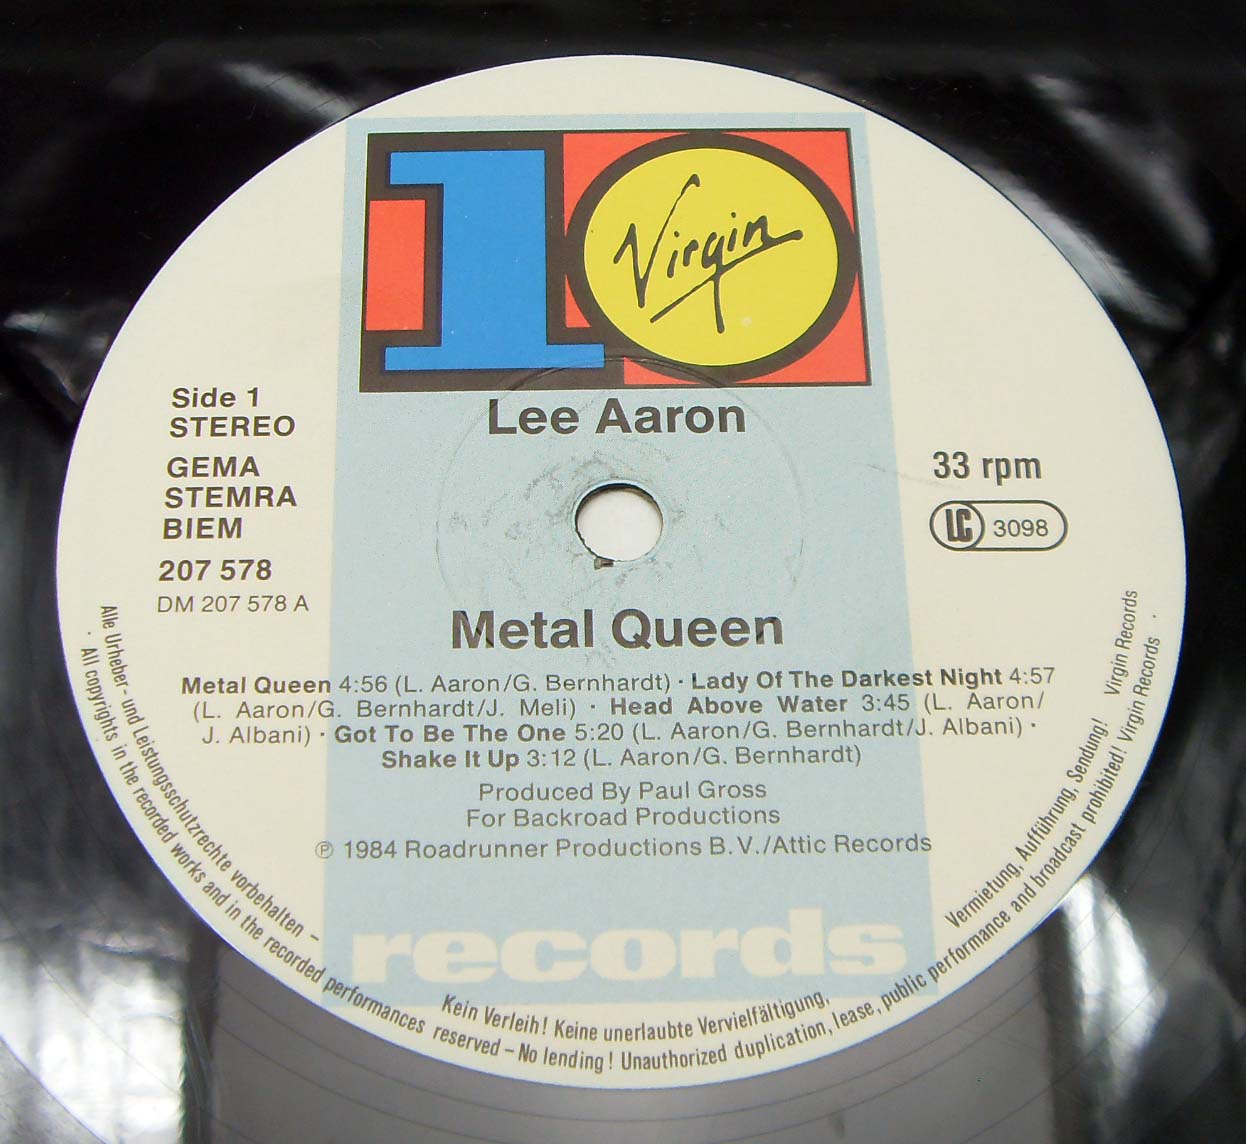 10
Virgin
Side 1
STEREO
GEMA
STEMRA
BIEM
207 578
DM 207 578 A
Lee Aaron
33 rpm
LC 3098
Metal Queen
Metal Queen 4:56 (L. Aaron/G. Bernhardt) · Lady Of The Darkest Night 4:57
(L. Aaron/G. Bernhardt/J. Meli) · Head Above Water 3:45 (L. Aaron/
J. Albani) · Got To Be The One 5:20 (L. Aaron/G. Bernhardt/J. Albani) ·
Shake It Up 3:12 (L. Aaron/G. Bernhardt)
Produced By Paul Gross
For Backroad Productions
℗ 1984 Roadrunner Productions B.V./Attic Records
records
Alle Urheber- und Leistungsschutzrechte vorbehalten – Kein Verleih! Keine unerlaubte Vervielfältigung, Vermietung, Aufführung, Sendung! Virgin Records
· All copyrights in the recorded works and in the recorded performances reserved – No lending! Unauthorized duplication, lease, public performance and broadcast prohibited! Virgin Records ·